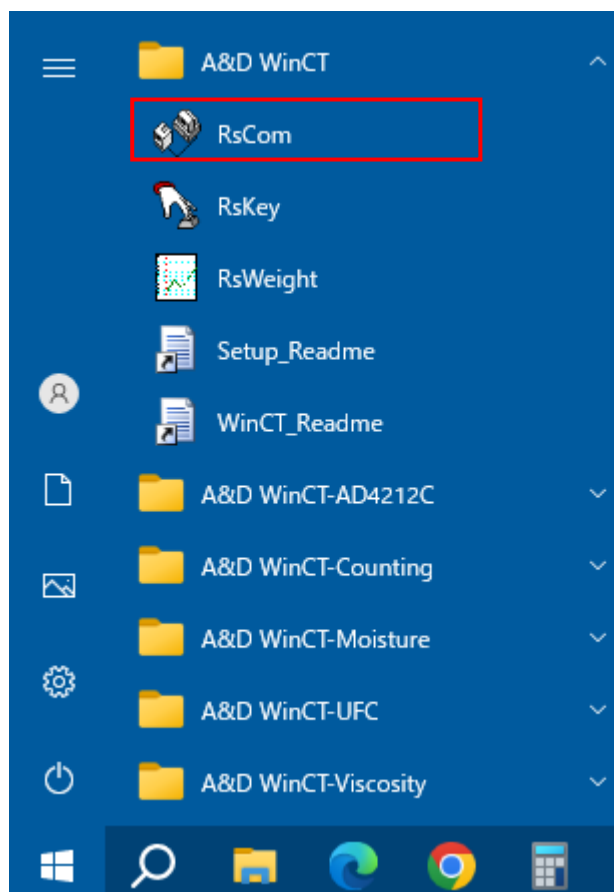 A&D WinCT
RsCom
RsKey
RsWeight
Setup_Readme
WinCT_Readme
A&D WinCT-AD4212C
A&D WinCT-Counting
A&D WinCT-Moisture
A&D WinCT-UFC
A&D WinCT-Viscosity